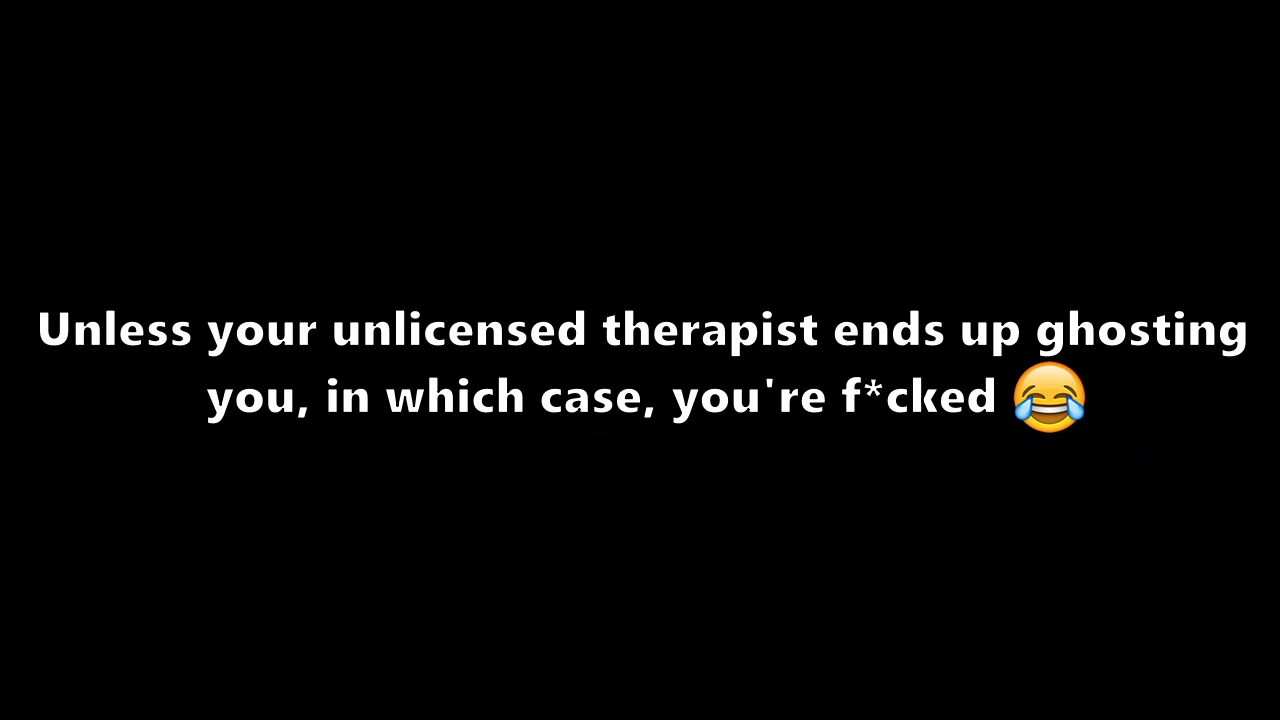 Unless your unlicensed therapist ends up ghosting
you, in which case, you're f*cked 😂